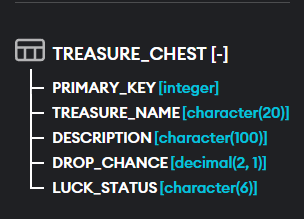 TREASURE_CHEST [-]
PRIMARY_KEY [integer]
TREASURE_NAME [character(20)]
DESCRIPTION [character(100)]
DROP_CHANCE [decimal(2, 1)]
LUCK_STATUS [character(6)]